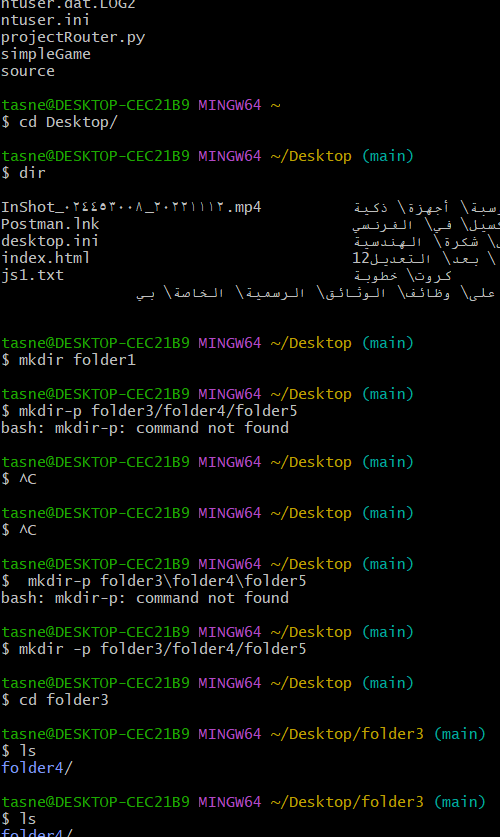 ntuser.dat.LOG2
ntuser.ini
projectRouter.py
simpleGame
source
tasne@DESKTOP-CEC21B9 MINGW64 ~
$ cd Desktop/
tasne@DESKTOP-CEC21B9 MINGW64 ~/Desktop (main)
$ dir
InShot_٠٢٤٤٥٣٠٠٨_٢٠٢٢١١١٢.mp4 أجهزة\ ذكية
Postman.lnk في\ الفرنسي
desktop.ini شكرة\ الهندسية
index.html \ بعد\ التعديل12
js1.txt كروت\ خطوبة
على\ وظائف\ الوثائق\ الرسمية\ الخاصة\ بي
tasne@DESKTOP-CEC21B9 MINGW64 ~/Desktop (main)
$ mkdir folder1
tasne@DESKTOP-CEC21B9 MINGW64 ~/Desktop (main)
$ mkdir-p folder3/folder4/folder5
bash: mkdir-p: command not found
tasne@DESKTOP-CEC21B9 MINGW64 ~/Desktop (main)
$ ^C
tasne@DESKTOP-CEC21B9 MINGW64 ~/Desktop (main)
$ ^C
tasne@DESKTOP-CEC21B9 MINGW64 ~/Desktop (main)
$  mkdir-p folder3\folder4\folder5
bash: mkdir-p: command not found
tasne@DESKTOP-CEC21B9 MINGW64 ~/Desktop (main)
$ mkdir -p folder3/folder4/folder5
tasne@DESKTOP-CEC21B9 MINGW64 ~/Desktop (main)
$ cd folder3
tasne@DESKTOP-CEC21B9 MINGW64 ~/Desktop/folder3 (main)
$ ls
folder4/
tasne@DESKTOP-CEC21B9 MINGW64 ~/Desktop/folder3 (main)
$ ls
folder4/